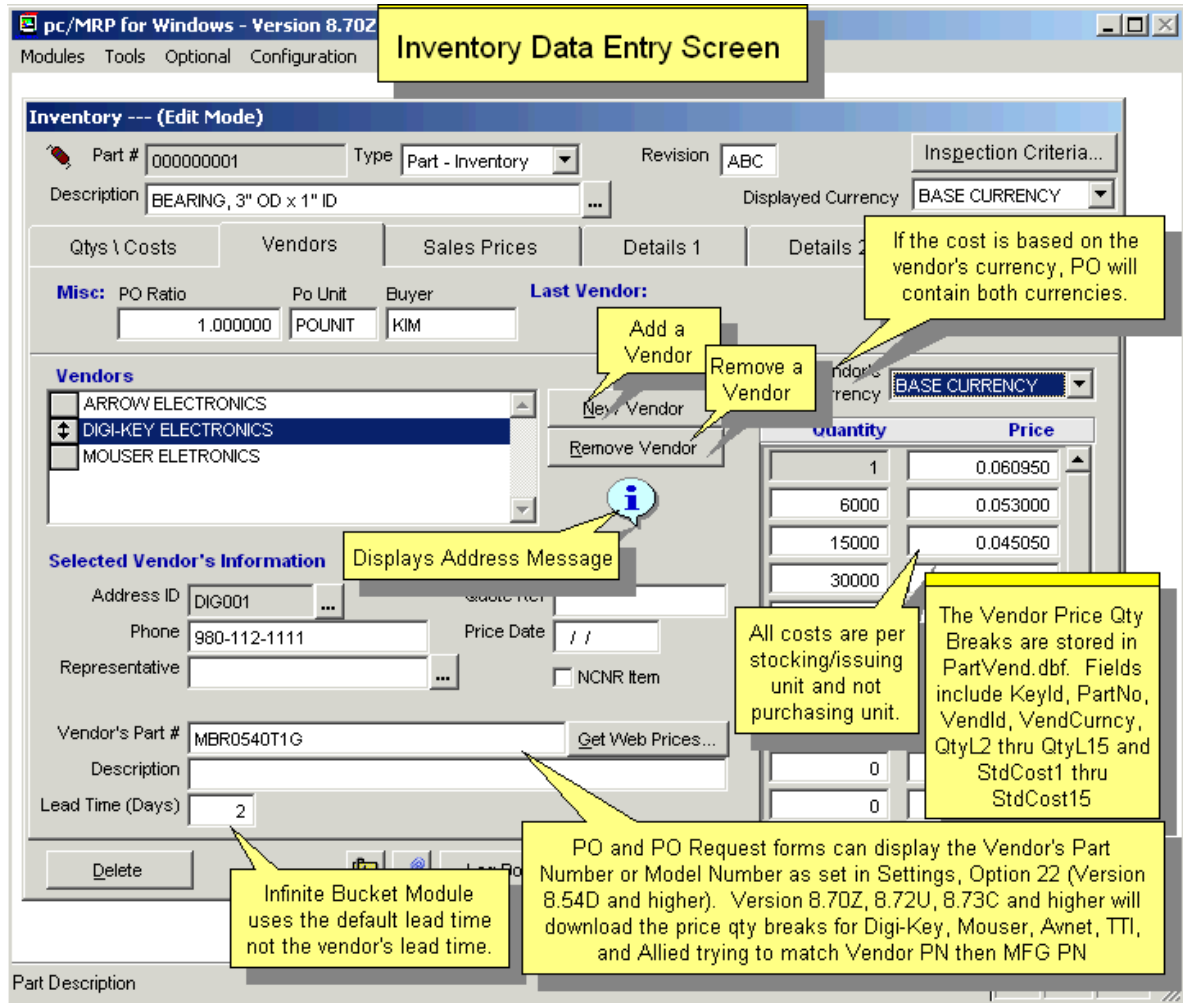 pc/MRP for Windows - Version 8.70Z
Inventory Data Entry Screen
Modules Tools Optional Configuration
Inventory --- (Edit Mode)
Part # 000000001 Type Part - Inventory Revision ABC Inspection Criteria...
Description BEARING, 3" OD x 1" ID ... Displayed Currency BASE CURRENCY
Qtys \ Costs Vendors Sales Prices Details 1 Details 2
If the cost is based on the
vendor's currency, PO will
contain both currencies.
Misc: PO Ratio Po Unit Buyer Last Vendor:
1.000000 POUNIT KIM
Add a
Vendor
Remove a
Vendor
Vendors
ARROW ELECTRONICS
DIGI-KEY ELECTRONICS
MOUSER ELETRONICS
New Vendor
Remove Vendor
BASE CURRENCY
Quantity Price
1 0.060950
6000 0.053000
15000 0.045050
30000
Displays Address Message
Selected Vendor's Information
Address ID DIG001 ...
Phone 980-112-1111 Price Date / /
Representative ... NCNR Item
All costs are per
stocking/issuing
unit and not
purchasing unit.
The Vendor Price Qty
Breaks are stored in
PartVend.dbf. Fields
include KeyId, PartNo,
VendId, VendCurncy,
QtyL2 thru QtyL15 and
StdCost1 thru
StdCost15
Vendor's Part # MBR0540T1G Get Web Prices...
Description
Lead Time (Days) 2
0
0
Delete
Infinite Bucket Module
uses the default lead time
not the vendor's lead time.
PO and PO Request forms can display the Vendor's Part
Number or Model Number as set in Settings, Option 22 (Version
8.54D and higher). Version 8.70Z, 8.72U, 8.73C and higher will
download the price qty breaks for Digi-Key, Mouser, Avnet, TTI,
and Allied trying to match Vendor PN then MFG PN
Part Description